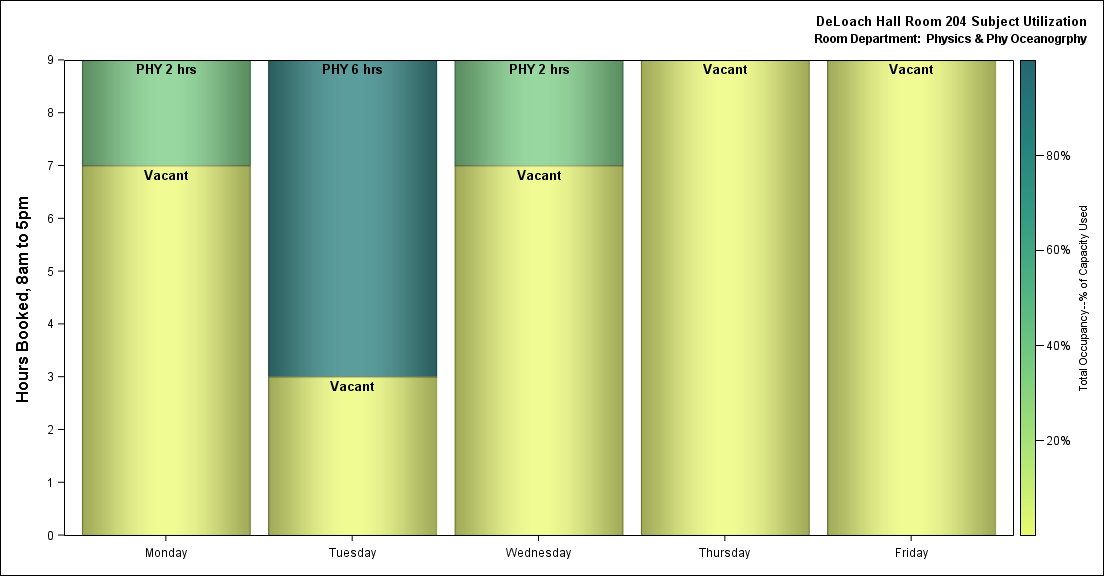 DeLoach Hall Room 204 Subject Utilization
Room Department:  Physics & Phy Oceanogrphy
Hours Booked, 8am to 5pm
9
8
7
6
5
4
3
2
1
0
PHY 2 hrs
Vacant
PHY 6 hrs
Vacant
PHY 2 hrs
Vacant
Vacant
Vacant
Monday
Tuesday
Wednesday
Thursday
Friday
80%
60%
40%
20%
Total Occupancy--% of Capacity Used